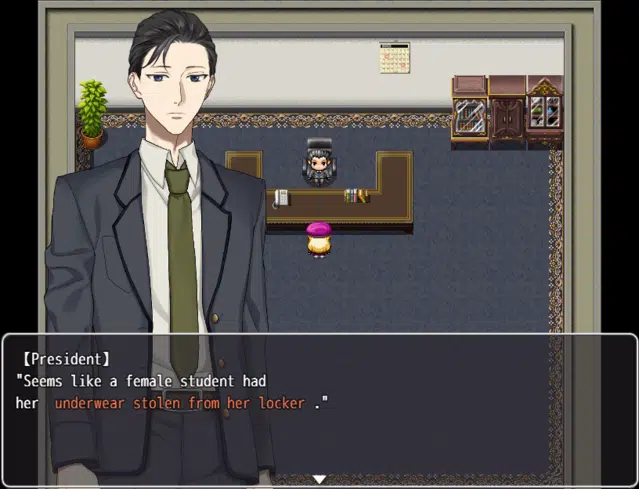 【President】
"Seems like a female student had
her underwear stolen from her locker ."